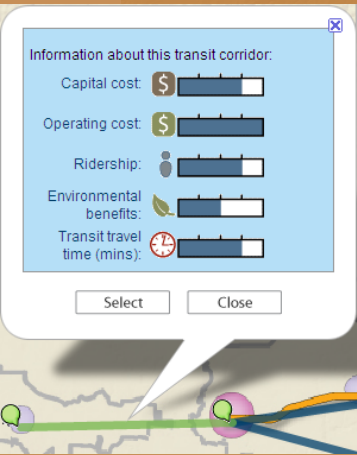 Information about this transit corridor:
Capital cost: $
Operating cost: $
Ridership:
Environmental
benefits:
Transit travel
time (mins):
Select Close